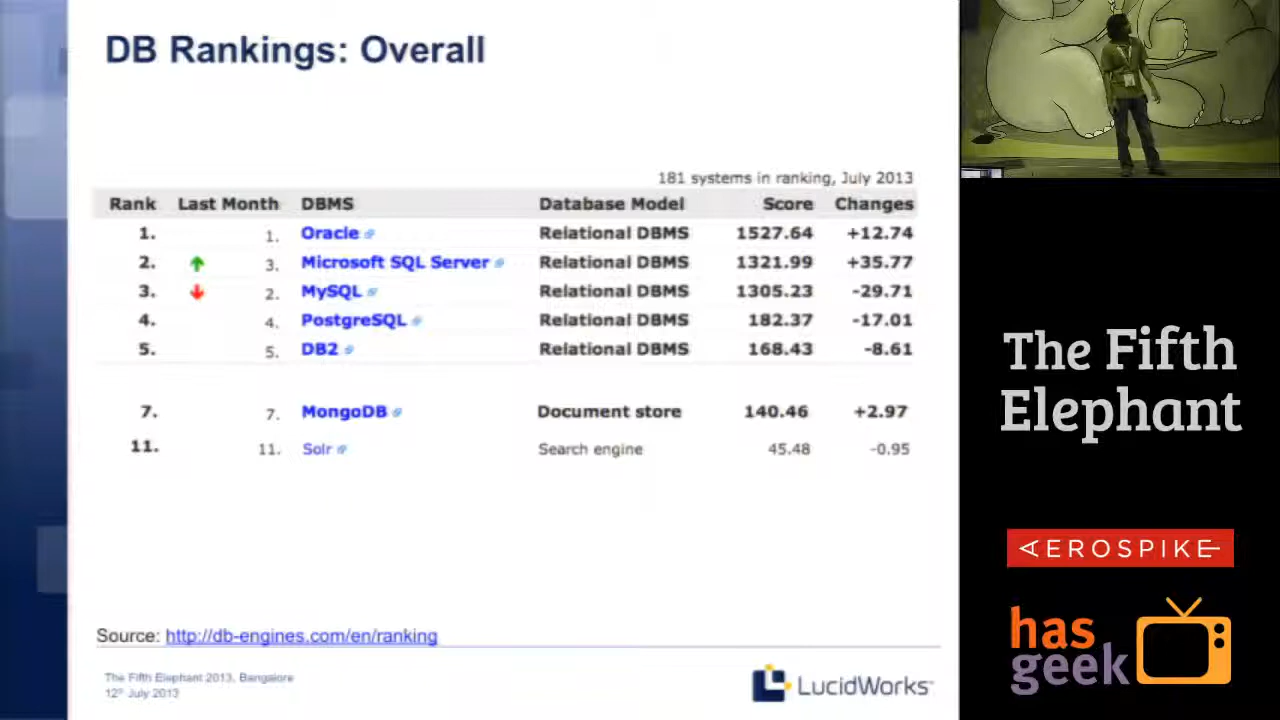 DB Rankings: Overall
181 systems in ranking, July 2013
Rank Last Month DBMS Database Model Score Changes
1. 1. Oracle Relational DBMS 1527.64 +12.74
2. 3. Microsoft SQL Server Relational DBMS 1321.99 +35.77
3. 2. MySQL Relational DBMS 1305.23 -29.71
4. 4. PostgreSQL Relational DBMS 182.37 -17.01
5. 5. DB2 Relational DBMS 168.43 -8.61
7. 7. MongoDB Document store 140.46 +2.97
11. 11. Solr Search engine 45.48 -0.95
Source: http://db-engines.com/en/ranking
The Fifth Elephant 2013, Bangalore
12th July 2013
LucidWorks
The Fifth
Elephant
AEROSPIKE
has
geek